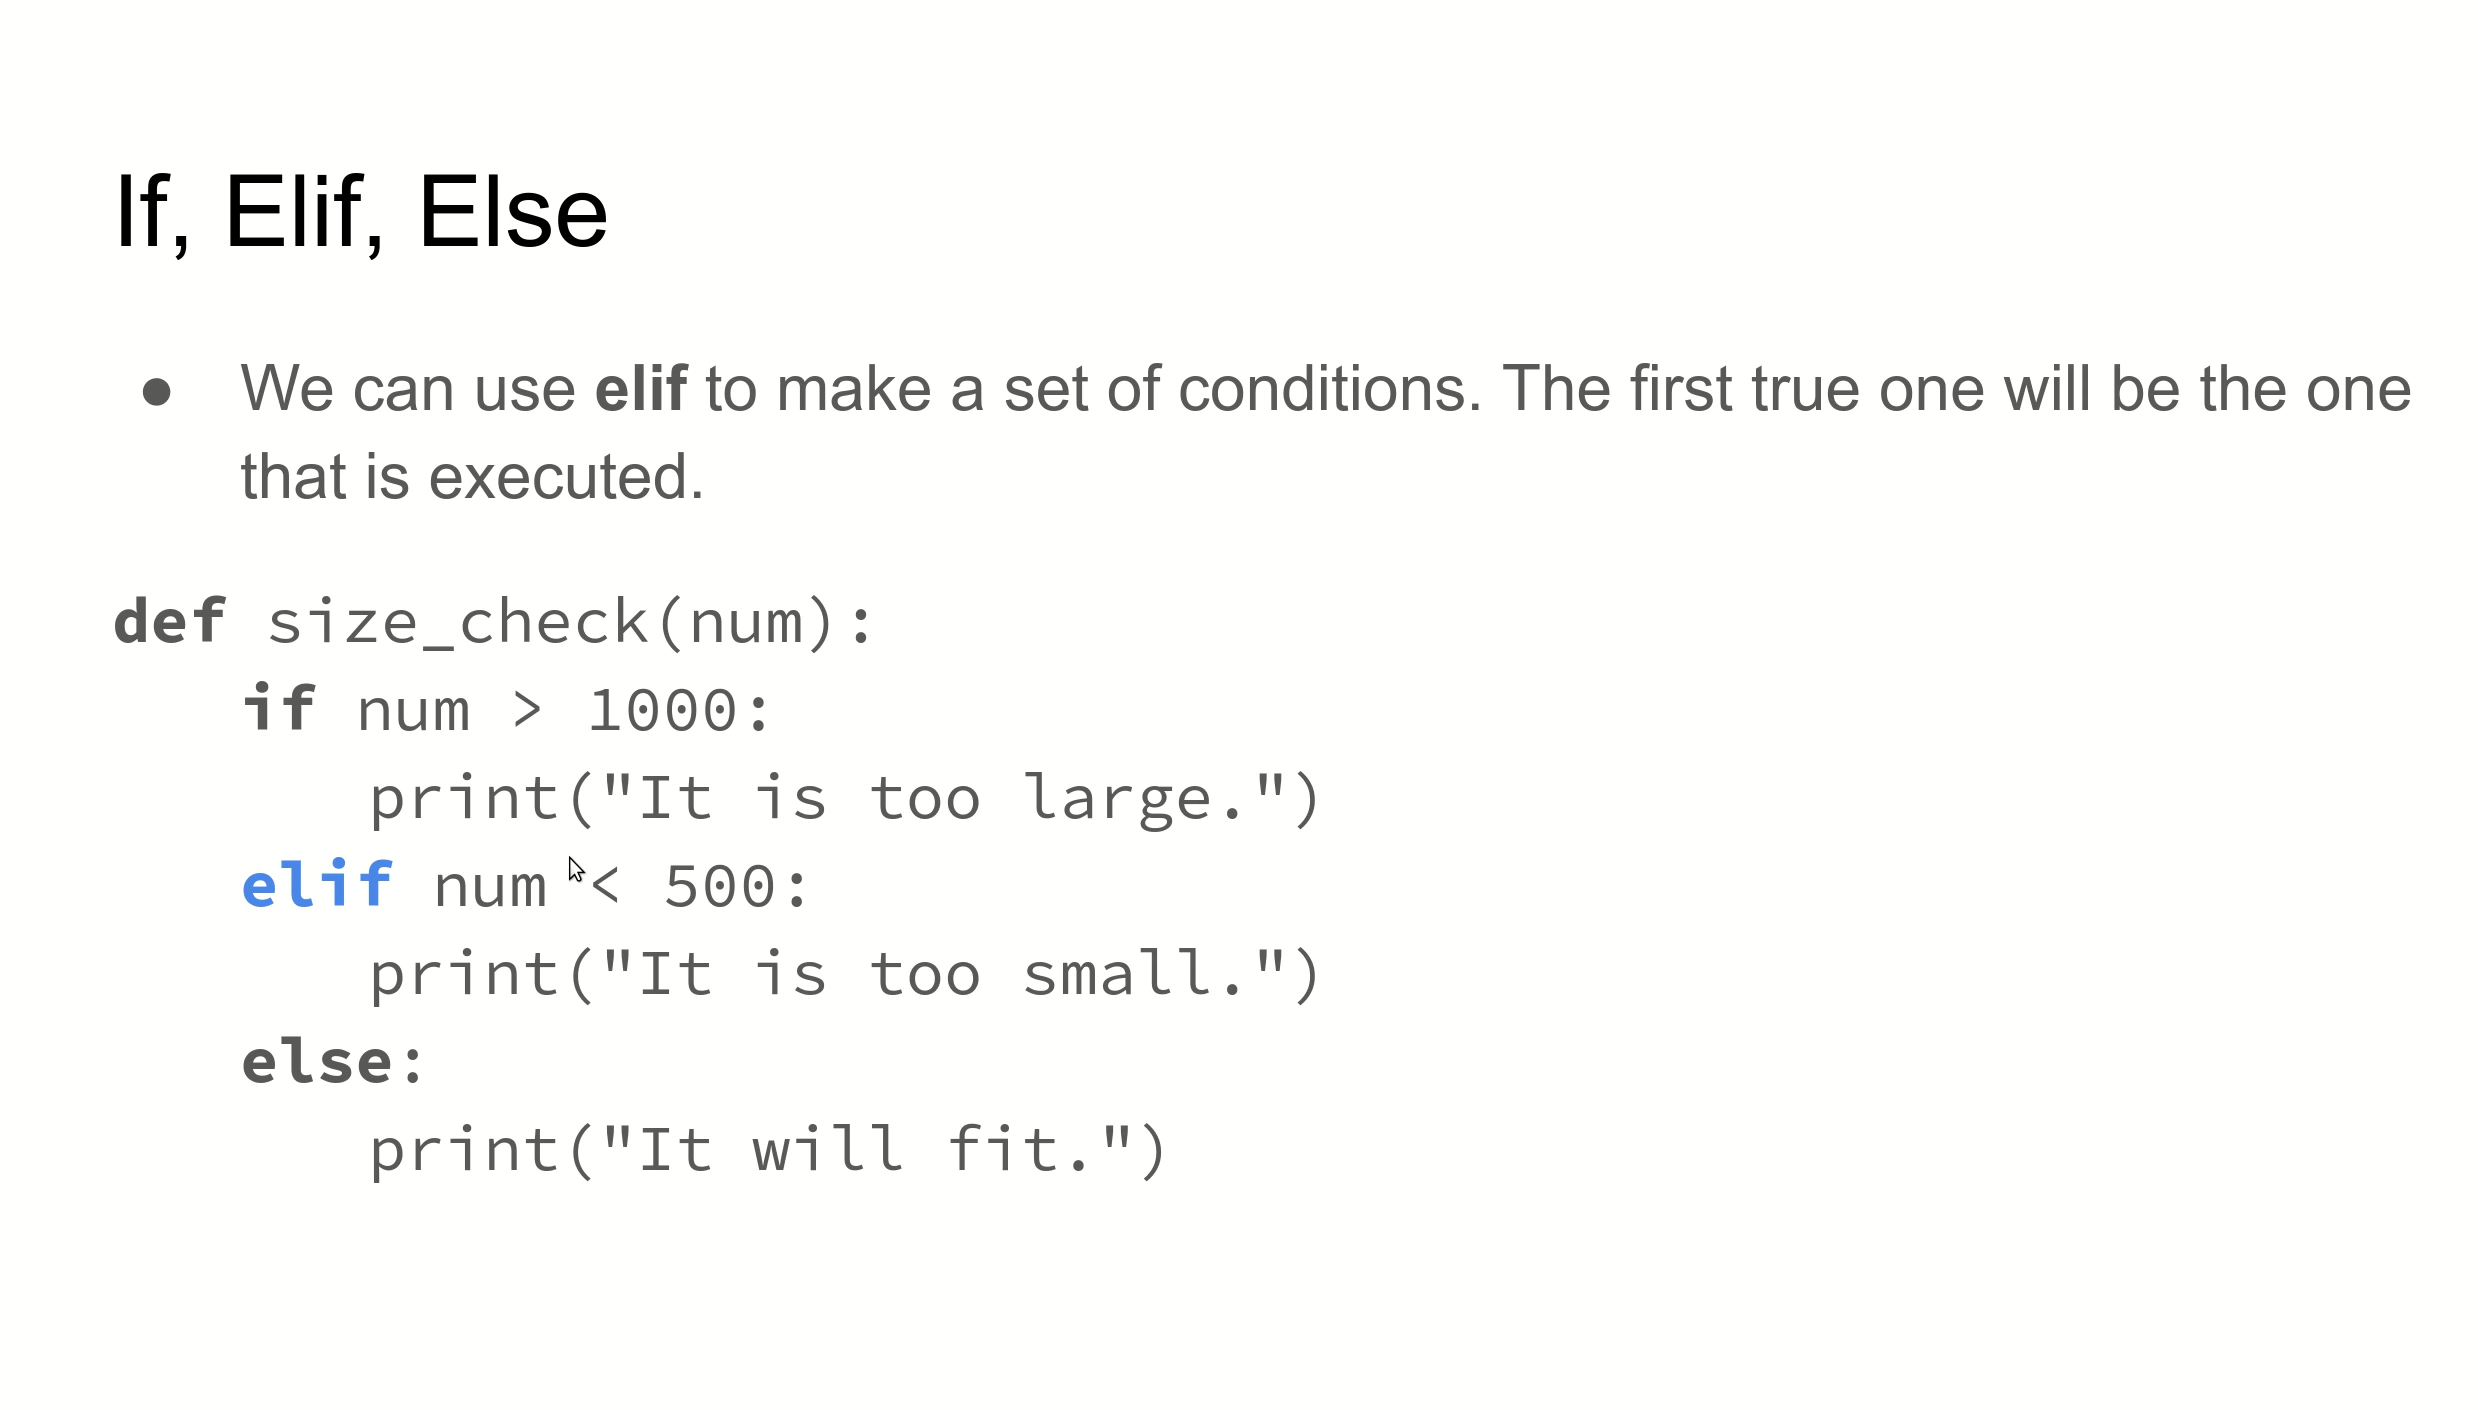 If, Elif, Else
● We can use elif to make a set of conditions. The first true one will be the one
that is executed.
def size_check(num):
    if num > 1000:
        print("It is too large.")
    elif num < 500:
        print("It is too small.")
    else:
        print("It will fit.")